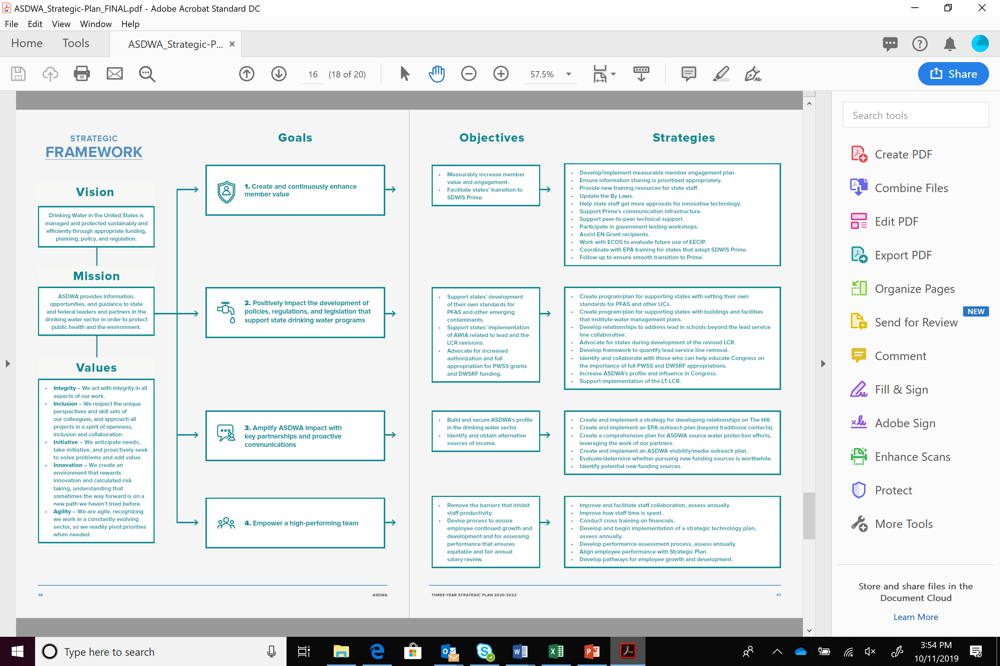 ASDWA_Strategic-Plan_FINAL.pdf - Adobe Acrobat Standard DC
File Edit View Window Help
Home Tools ASDWA_Strategic-P...
16 (18 of 20) 57.5% Share
STRATEGIC
FRAMEWORK
Vision
Drinking Water in the United States is
managed and protected sustainably and
efficiently through appropriate funding,
planning, policy, and regulation.
Mission
ASDWA provides information,
opportunities, and guidance to state
and federal leaders and partners in the
drinking water sector in order to protect
public health and the environment.
Values
• Integrity – We act with integrity in all
aspects of our work.
• Inclusion – We respect the unique
perspectives and skill sets of
our colleagues, and approach all
projects in a spirit of openness,
inclusion and collaboration.
• Initiative – We anticipate needs,
take initiative, and proactively seek
to solve problems and add value.
• Innovation – We create an
environment that rewards
innovation and calculated risk
taking, understanding that
sometimes the way forward is on a
new path we haven't tried before.
• Agility – We are agile, recognizing
we work in a constantly evolving
sector, so we readily pivot priorities
when needed.
Goals
1. Create and continuously enhance
member value
2. Positively impact the development of
policies, regulations, and legislation that
support state drinking water programs
3. Amplify ASDWA impact with
key partnerships and proactive
communications
4. Empower a high-performing team
16
ASDWA
Objectives
• Measurably increase member
value and engagement.
• Facilitate states' transition to
SDWIS Prime.
• Support states' development
of their own standards for
PFAS and other emerging
contaminants.
• Support states' implementation
of AWIA related to lead and the
LCR revisions.
• Advocate for increased
authorization and full
appropriation for PWSS grants
and DWSRF funding.
• Build and secure ASDWA's profile
in the drinking water sector.
• Identify and obtain alternative
sources of income.
• Remove the barriers that inhibit
staff productivity.
• Devise process to assure
employee continued growth and
development and for assessing
performance that ensures
equitable and fair annual
salary review.
Strategies
• Develop/implement measurable member engagement plan.
• Ensure information sharing is prioritized appropriately.
• Provide new training resources for state staff.
• Update the By Laws.
• Help state staff get more approvals for innovative technology.
• Support Prime's communication infrastructure.
• Support peer-to-peer technical support.
• Participate in government testing workshops.
• Assist EN Grant recipients.
• Work with ECOS to evaluate future use of EECIP.
• Coordinate with EPA training for states that adopt SDWIS Prime.
• Follow up to ensure smooth transition to Prime.
• Create program/plan for supporting states with setting their own
standards for PFAS and other UCs.
• Create program/plan for supporting states with buildings and facilities
that institute water management plans.
• Develop relationships to address lead in schools beyond the lead service
line collaborative.
• Advocate for states during development of the revised LCR.
• Develop framework to quantify lead service line removal.
• Identify and collaborate with those who can help educate Congress on
the importance of full PWSS and DWSRF appropriations.
• Increase ASDWA's profile and influence in Congress.
• Support implementation of the LT-LCR.
• Create and implement a strategy for developing relationships on The Hill.
• Create and implement an EPA outreach plan (beyond traditional contacts).
• Create a comprehensive plan for ASDWA source water protection efforts,
leveraging the work of our partners.
• Create and implement an ASDWA visibility/media outreach plan.
• Evaluate/determine whether pursuing new funding sources is worthwhile.
• Identify potential new funding sources.
• Improve and facilitate staff collaboration, assess annually.
• Improve how staff time is spent.
• Conduct cross training on financials.
• Develop and begin implementation of a strategic technology plan,
assess annually.
• Develop performance assessment process, assess annually.
• Align employee performance with Strategic Plan.
• Develop pathways for employee growth and development.
THREE-YEAR STRATEGIC PLAN 2020-2022
17
Search tools
Create PDF
Combine Files
Edit PDF
Export PDF
Organize Pages
NEW
Send for Review
Comment
Fill & Sign
Adobe Sign
Enhance Scans
Protect
More Tools
Store and share files in the
Document Cloud
Learn More
Type here to search
3:54 PM
10/11/2019